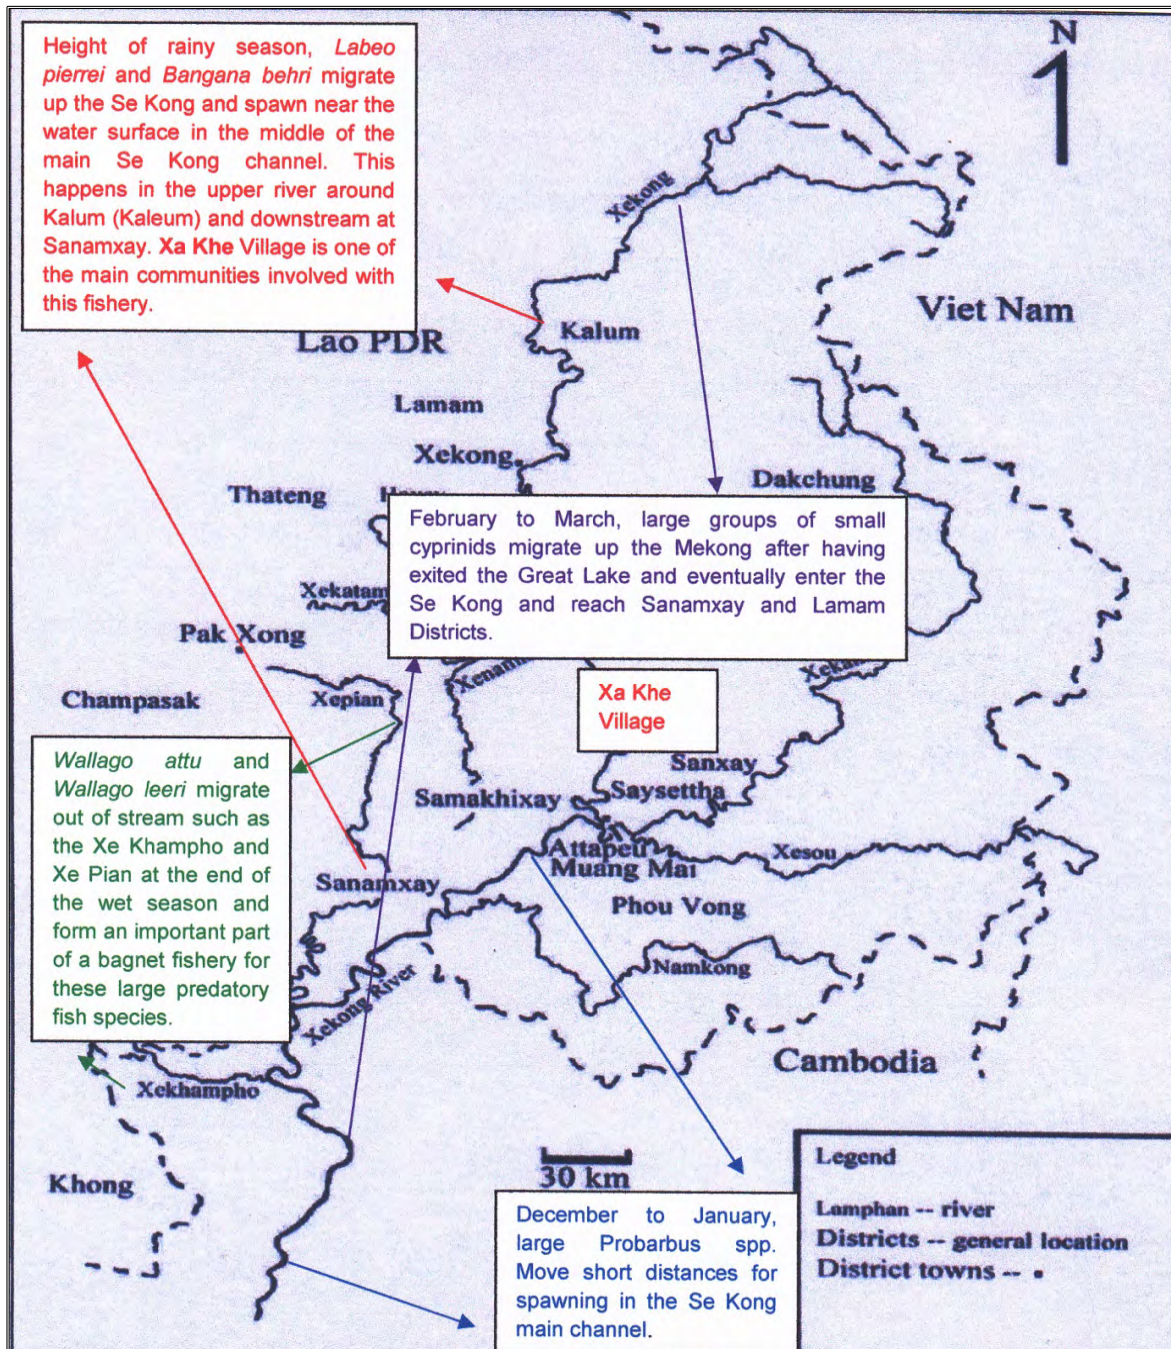 Height of rainy season, Labeo
pierrei and Bangana behri migrate
up the Se Kong and spawn near the
water surface in the middle of the
main Se Kong channel. This
happens in the upper river around
Kalum (Kaleum) and downstream at
Sanamxay. Xa Khe Village is one of
the main communities involved with
this fishery.
N
Xekong
Viet Nam
Kalum
Lao PDR
Lamam
Xekong
Dakchung
Thateng
February to March, large groups of small
cyprinids migrate up the Mekong after having
exited the Great Lake and eventually enter the
Se Kong and reach Sanamxay and Lamam
Districts.
Xekatam
Pak Xong
Xa Khe
Village
Champasak
Xepian
Wallago attu and
Wallago leeri migrate
out of stream such as
the Xe Khampho and
Xe Pian at the end of
the wet season and
form an important part
of a bagnet fishery for
these large predatory
fish species.
Sanxay
Samakhixay
Saysettha
Attapeu
Muang Mai
Xesou
Sanamxay
Phou Vong
Namkong
Xekong River
Cambodia
Xekhampho
Khong
30 km
December to January,
large Probarbus spp.
Move short distances for
spawning in the Se Kong
main channel.
Legend
Lamphan -- river
Districts -- general location
District towns --